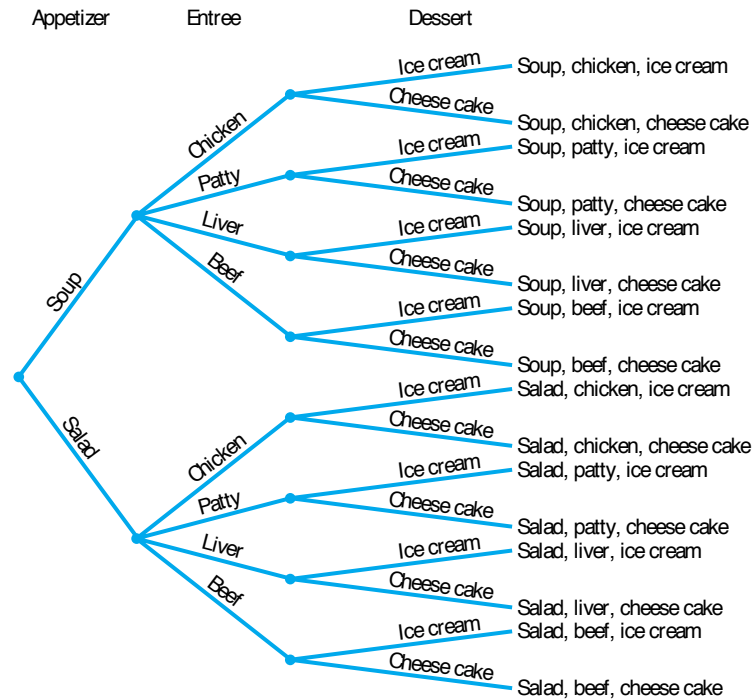 Appetizer Entree Dessert
Ice cream
Soup, chicken, ice cream
Cheese cake
Chicken
Soup, chicken, cheese cake
Ice cream
Soup, patty, ice cream
Patty
Cheese cake
Soup, patty, cheese cake
Liver
Ice cream
Soup, liver, ice cream
Beef
Cheese cake
Soup
Soup, liver, cheese cake
Ice cream
Soup, beef, ice cream
Cheese cake
Soup, beef, cheese cake
Ice cream
Salad, chicken, ice cream
Salad
Cheese cake
Chicken
Salad, chicken, cheese cake
Ice cream
Salad, patty, ice cream
Patty
Cheese cake
Salad, patty, cheese cake
Liver
Ice cream
Salad, liver, ice cream
Beef
Cheese cake
Salad, liver, cheese cake
Ice cream
Salad, beef, ice cream
Cheese cake
Salad, beef, cheese cake